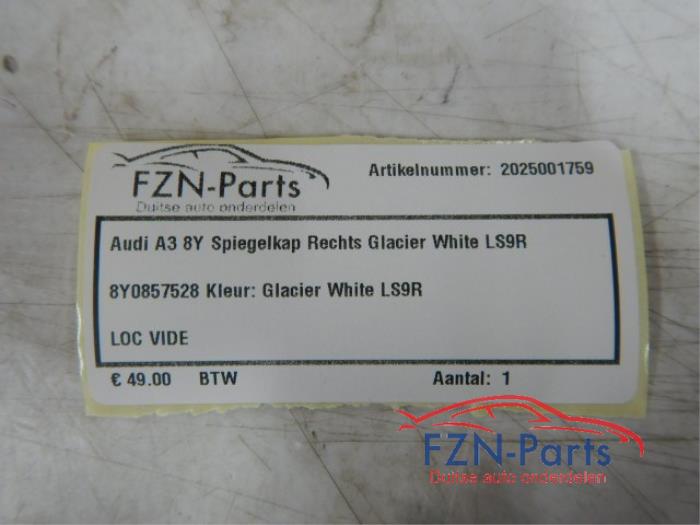 FZN-Parts
Duitse auto onderdelen
Artikelnummer: 2025001759
Audi A3 8Y Spiegelkap Rechts Glacier White LS9R
8Y0857528 Kleur: Glacier White LS9R
LOC VIDE
€ 49.00 BTW Aantal: 1
FZN-Parts
Duitse auto onderdelen